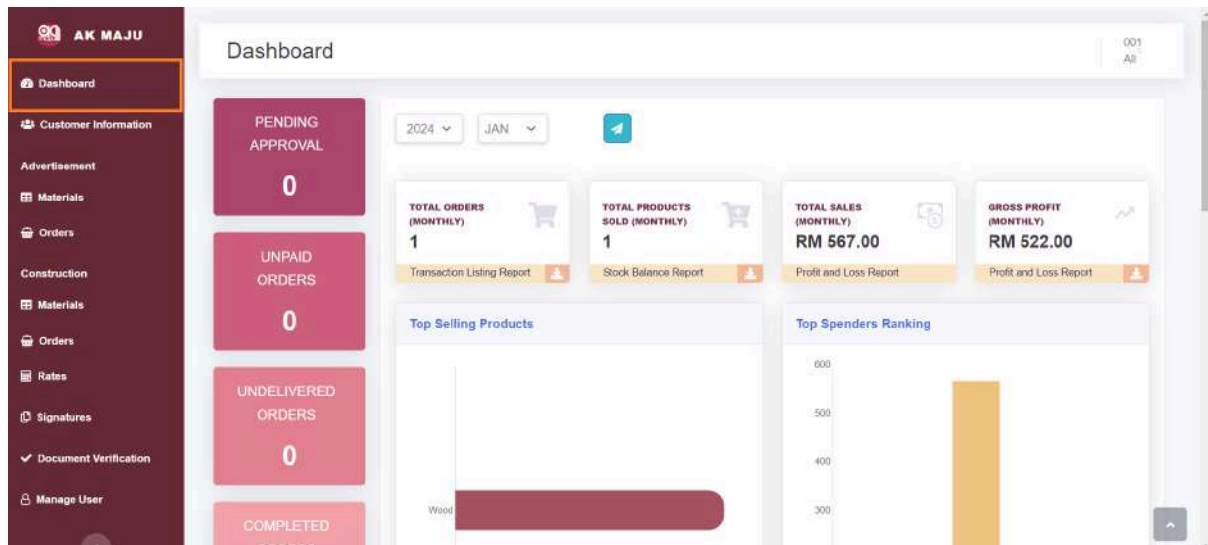 AK MAJU
Dashboard
Customer Information
Advertisement
Materials
Orders
Construction
Materials
Orders
Rates
Signatures
Document Verification
Manage User
Dashboard
001
All
PENDING
APPROVAL
0
UNPAID
ORDERS
0
UNDELIVERED
ORDERS
0
COMPLETED
2024
JAN
TOTAL ORDERS
(MONTHLY)
1
Transaction Listing Report
TOTAL PRODUCTS
SOLD (MONTHLY)
1
Stock Balance Report
TOTAL SALES
(MONTHLY)
RM 567.00
Profit and Loss Report
GROSS PROFIT
(MONTHLY)
RM 522.00
Profit and Loss Report
Top Selling Products
Wood
Top Spenders Ranking
600
500
400
300